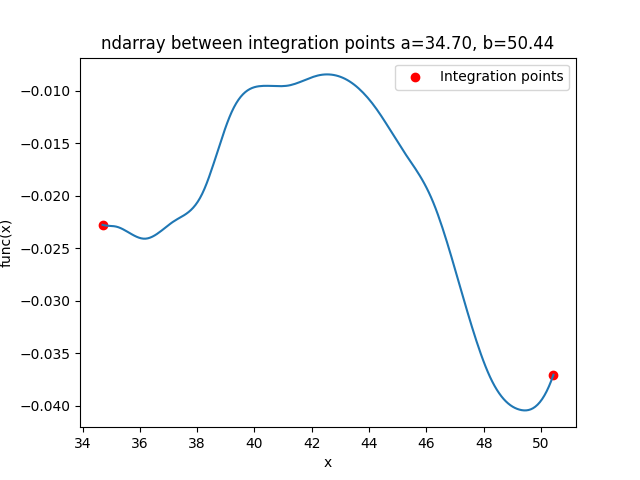 ndarray between integration points a=34.70, b=50.44
Integration points
−0.010
−0.015
−0.020
−0.025
−0.030
−0.035
−0.040
func(x)
34 36 38 40 42 44 46 48 50
x